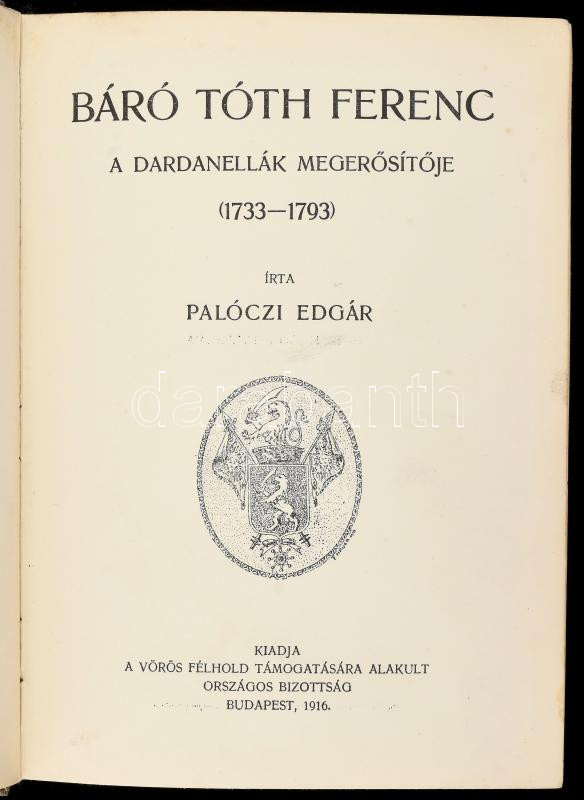 BÁRÓ TÓTH FERENC
A DARDANELLÁK MEGERŐSÍTŐJE
(1733—1793)
ÍRTA
PALÓCZI EDGÁR
darabanth
KIADJA
A VÖRÖS FÉLHOLD TÁMOGATÁSÁRA ALAKULT
ORSZÁGOS BIZOTTSÁG
BUDAPEST, 1916.